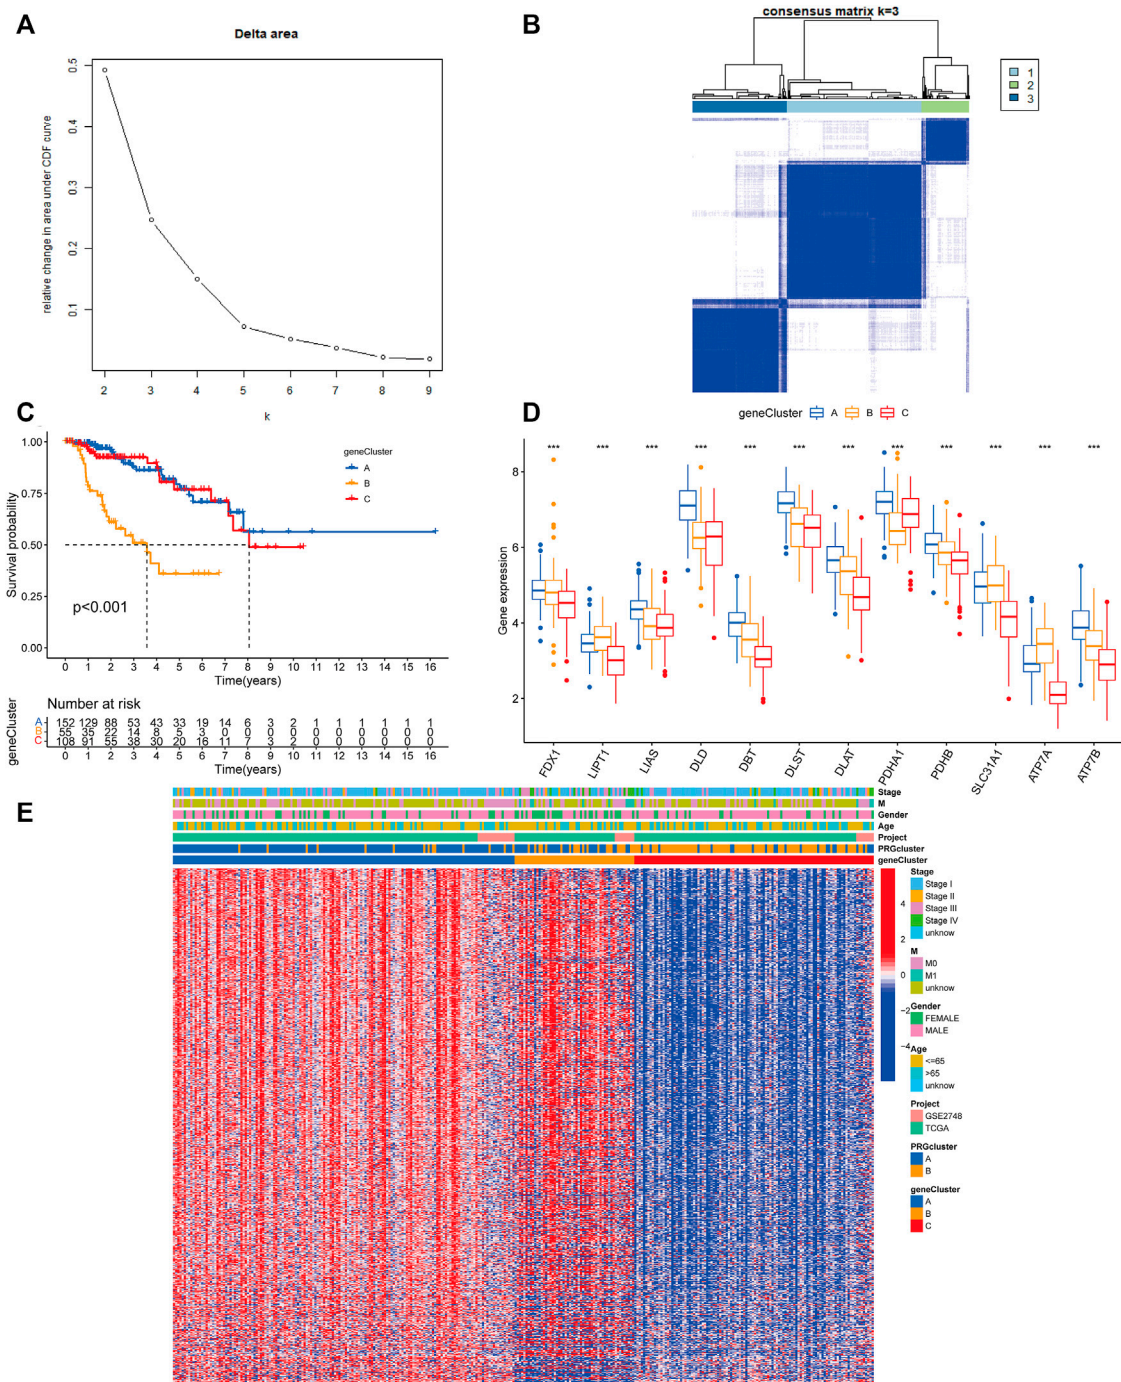 A
Delta area
relative change in area under CDF curve
0.5
0.4
0.3
0.2
0.1
2 3 4 5 6 7 8 9
k
B
consensus matrix k=3
1
2
3
C
Survival probability
1.00
0.75
0.50
0.25
0.00
geneCluster
A
B
C
p<0.001
0 1 2 3 4 5 6 7 8 9 10 11 12 13 14 15 16
Time(years)
Number at risk
geneCluster
A 152 129 88 53 43 33 19 14 6 3 2 1 1 1 1 1 1
B 55 35 22 14 8 5 3 0 0 0 0 0 0 0 0 0 0
C 108 91 55 38 30 20 16 11 7 3 2 0 0 0 0 0 0
0 1 2 3 4 5 6 7 8 9 10 11 12 13 14 15 16
Time(years)
D
geneCluster A B C
Gene expression
8
6
4
2
*** *** *** *** *** *** *** *** *** *** *** ***
FDX1 LIPT1 LIAS DLD DBT DLST DLAT PDHA1 PDHB SLC31A1 ATP7A ATP7B
E
Stage
M
Gender
Age
Project
PRGcluster
geneCluster
4
2
0
−2
−4
Stage
Stage I
Stage II
Stage III
Stage IV
unknow
M
M0
M1
unknow
Gender
FEMALE
MALE
Age
<=65
>65
unknow
Project
GSE2748
TCGA
PRGcluster
A
B
geneCluster
A
B
C